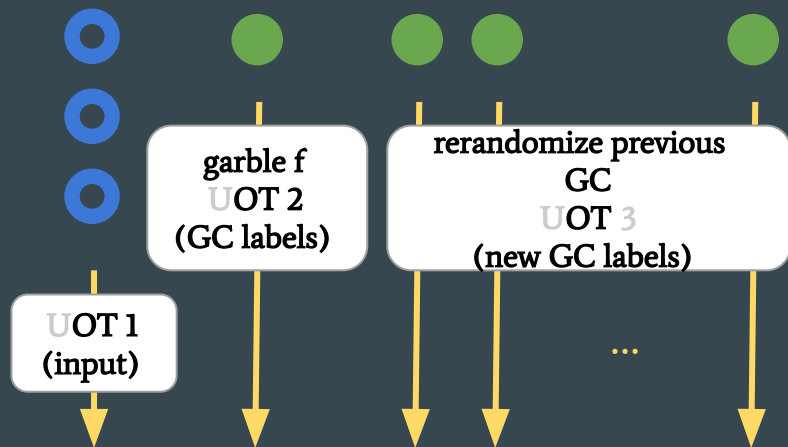 garble f
UOT 2
(GC labels)
rerandomize previous
GC
UOT 3
(new GC labels)
UOT 1
(input)
...